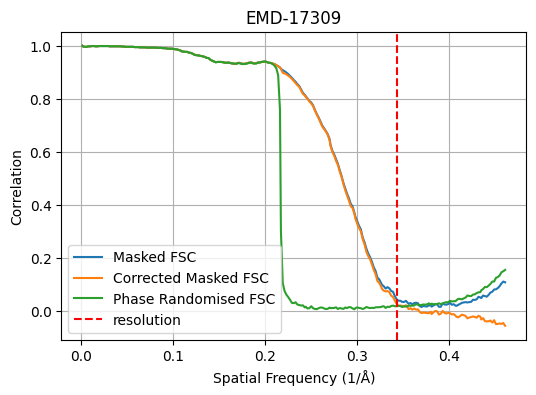 EMD-17309
1.0
0.8
0.6
0.4
0.2
0.0
Correlation
Masked FSC
Corrected Masked FSC
Phase Randomised FSC
resolution
0.0 0.1 0.2 0.3 0.4
Spatial Frequency (1/Å)